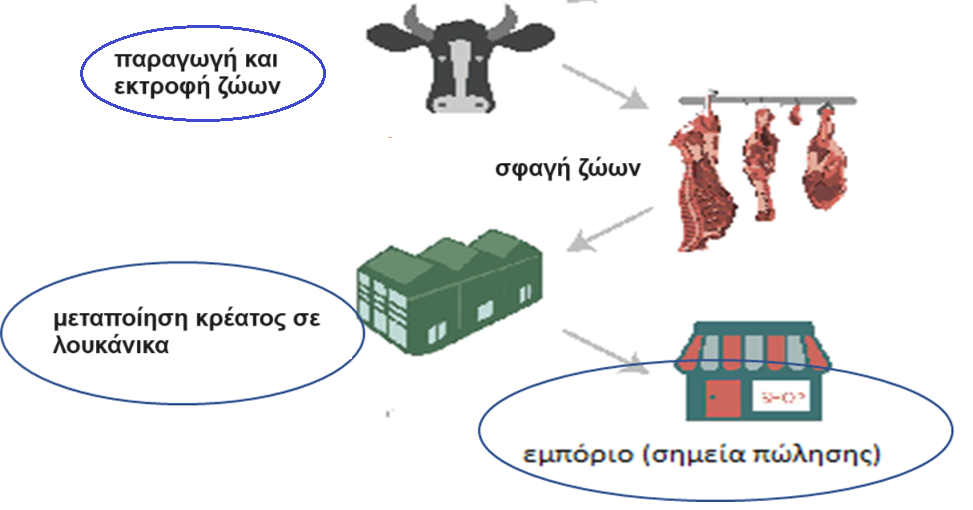 παραγωγή και
εκτροφή ζώων
σφαγή ζώων
μεταποίηση κρέατος σε
λουκάνικα
SHOP
εμπόριο (σημεία πώλησης)